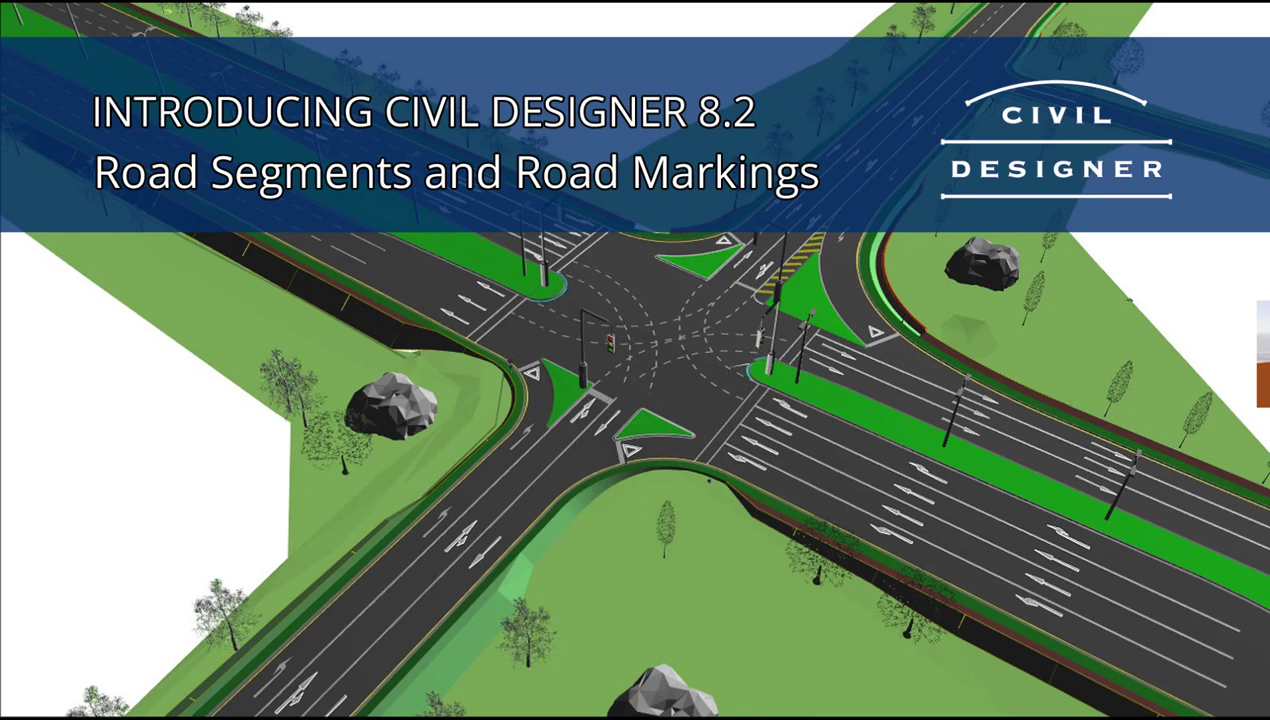 INTRODUCING CIVIL DESIGNER 8.2
Road Segments and Road Markings
CIVIL
DESIGNER